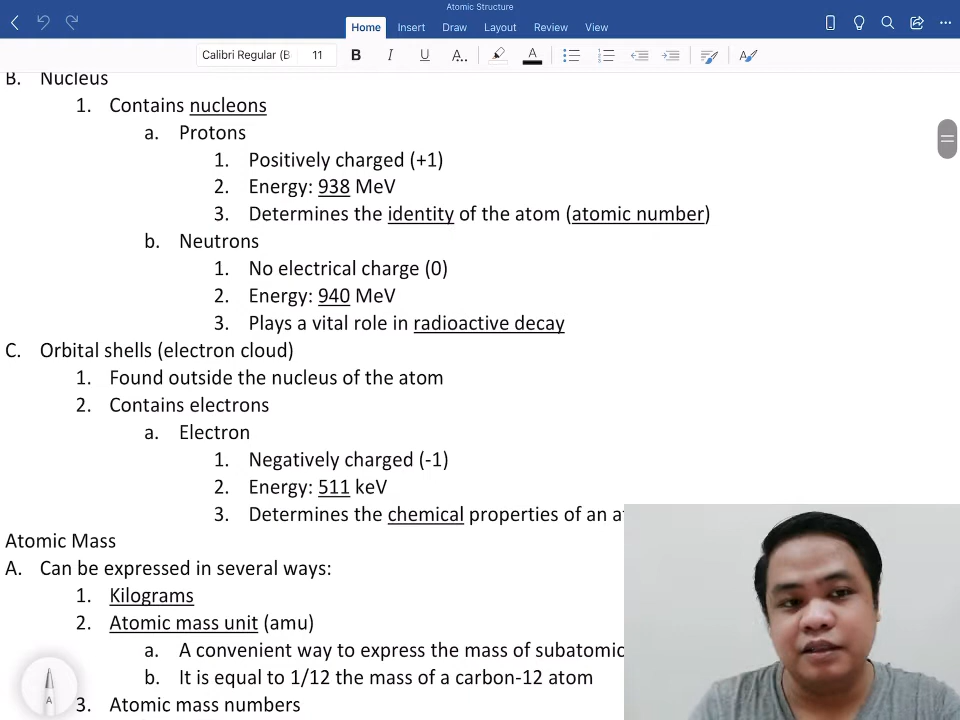 Atomic Structure
Home Insert Draw Layout Review View
Calibri Regular (B 11 B I U A A
B. Nucleus
1. Contains nucleons
a. Protons
1. Positively charged (+1)
2. Energy: 938 MeV
3. Determines the identity of the atom (atomic number)
b. Neutrons
1. No electrical charge (0)
2. Energy: 940 MeV
3. Plays a vital role in radioactive decay
C. Orbital shells (electron cloud)
1. Found outside the nucleus of the atom
2. Contains electrons
a. Electron
1. Negatively charged (-1)
2. Energy: 511 keV
3. Determines the chemical properties of an
Atomic Mass
A. Can be expressed in several ways:
1. Kilograms
2. Atomic mass unit (amu)
a. A convenient way to express the mass of subatomic
b. It is equal to 1/12 the mass of a carbon-12 atom
3. Atomic mass numbers
A